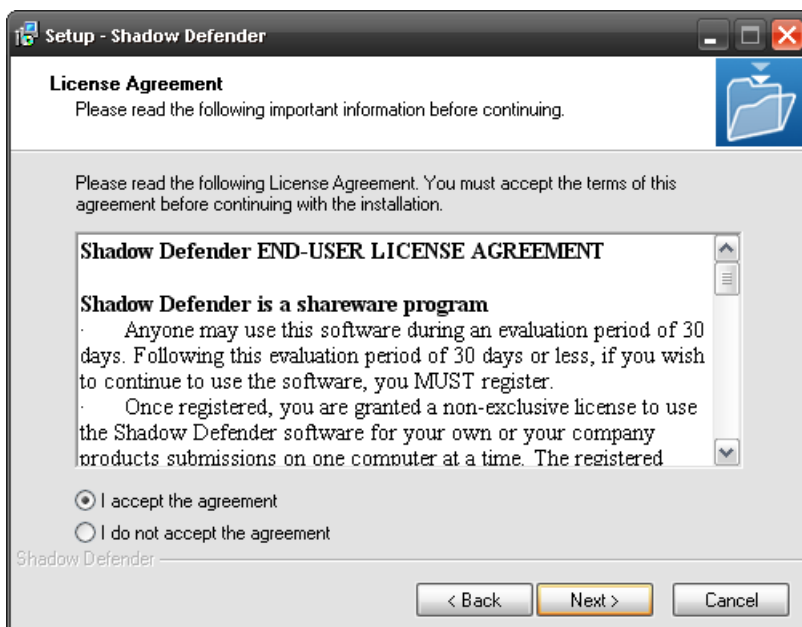 Setup - Shadow Defender
License Agreement
Please read the following important information before continuing.
Please read the following License Agreement. You must accept the terms of this
agreement before continuing with the installation.
Shadow Defender END-USER LICENSE AGREEMENT
Shadow Defender is a shareware program
· Anyone may use this software during an evaluation period of 30
days. Following this evaluation period of 30 days or less, if you wish
to continue to use the software, you MUST register.
· Once registered, you are granted a non-exclusive license to use
the Shadow Defender software for your own or your company
products submissions on one computer at a time. The registered
I accept the agreement
I do not accept the agreement
Shadow Defender
< Back
Next >
Cancel